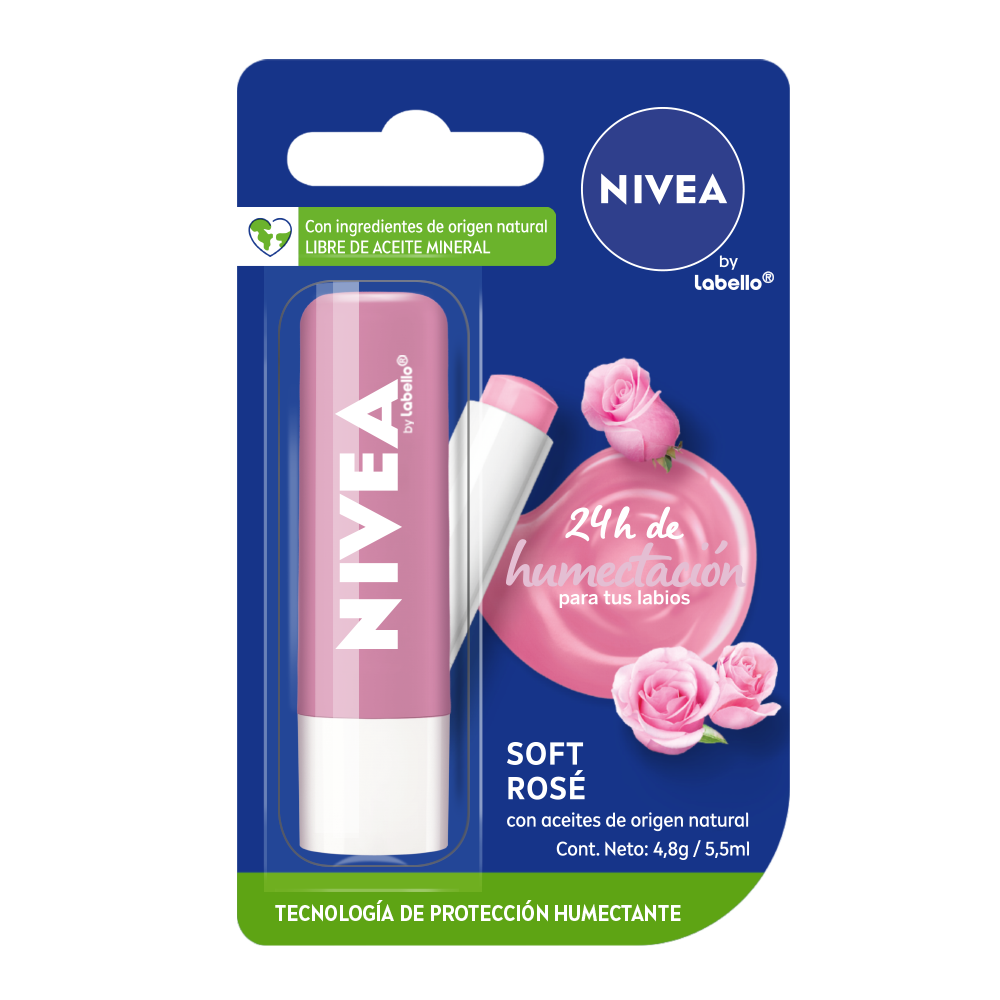 NIVEA
by
Labello®
Con ingredientes de origen natural
LIBRE DE ACEITE MINERAL
NIVEA
by Labello®
24h de
humectación
para tus labios
SOFT
ROSÉ
con aceites de origen natural
Cont. Neto: 4,8g / 5,5ml
TECNOLOGÍA DE PROTECCIÓN HUMECTANTE